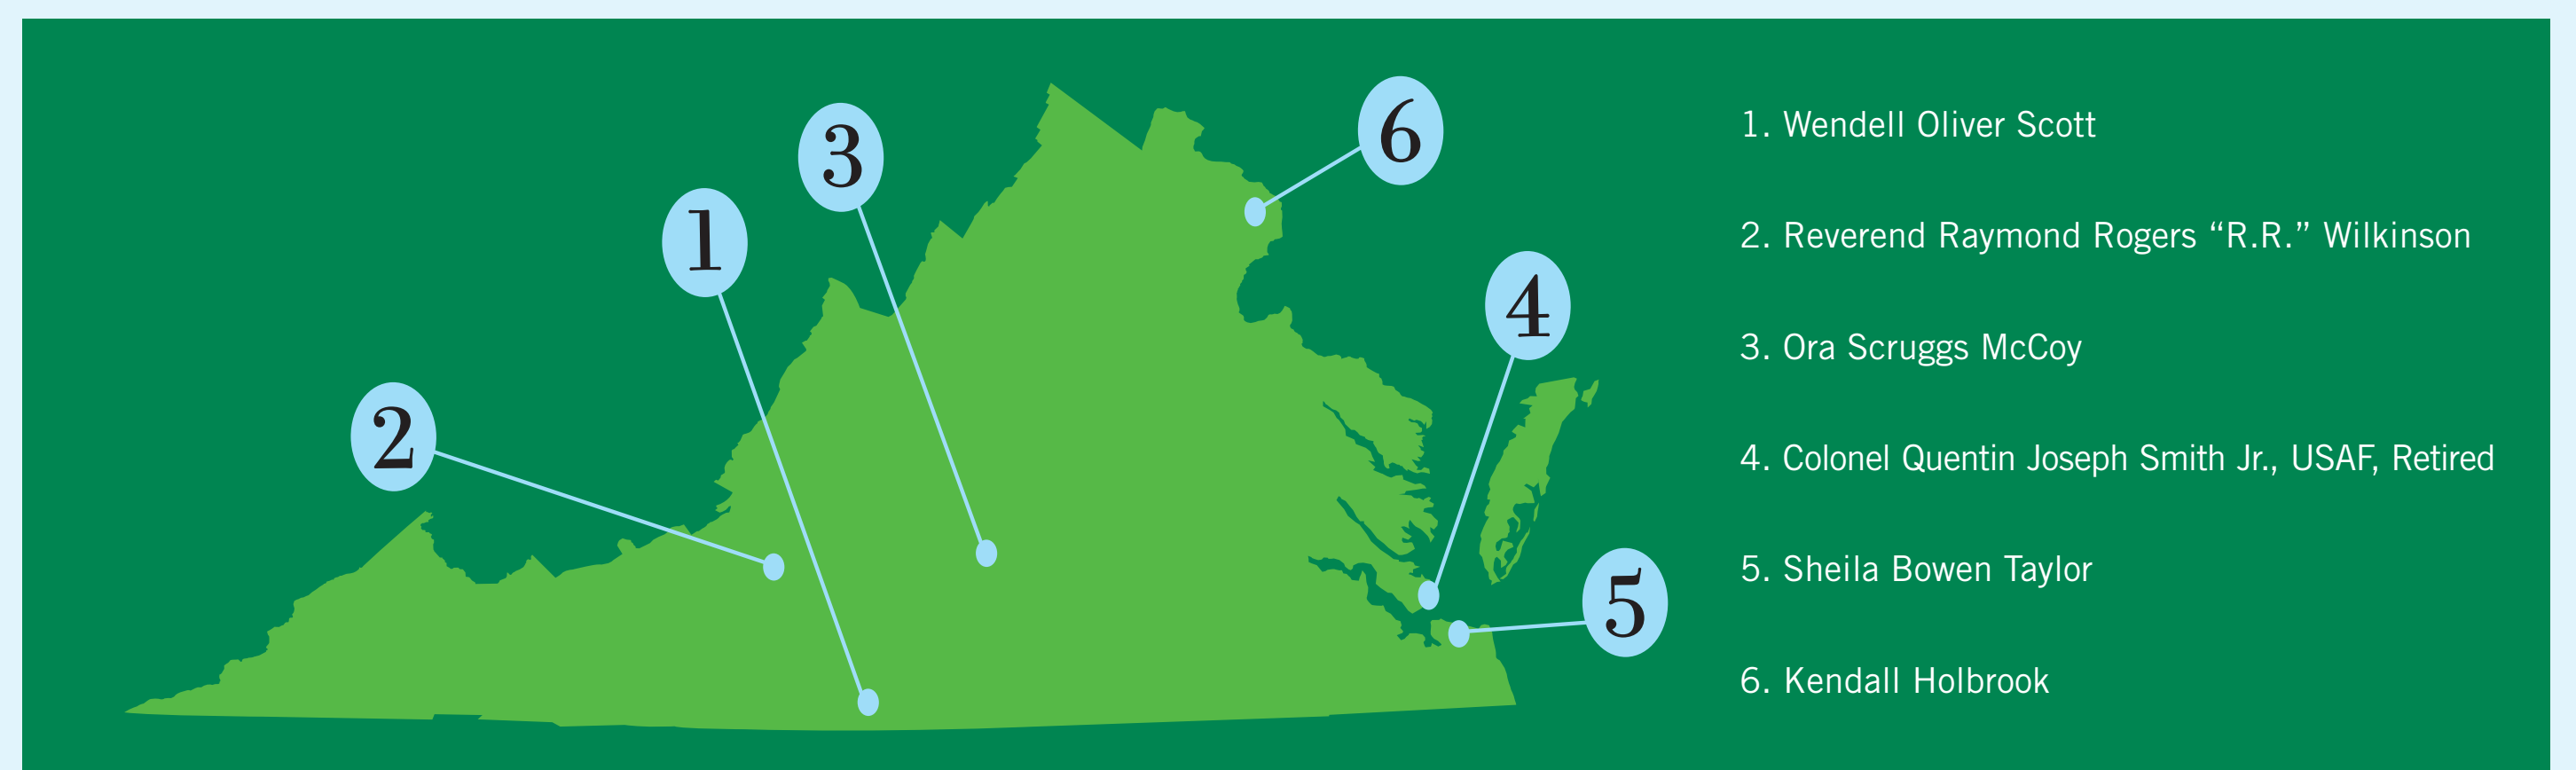 3
6
1
4
2
5
1. Wendell Oliver Scott
2. Reverend Raymond Rogers “R.R.” Wilkinson
3. Ora Scruggs McCoy
4. Colonel Quentin Joseph Smith Jr., USAF, Retired
5. Sheila Bowen Taylor
6. Kendall Holbrook